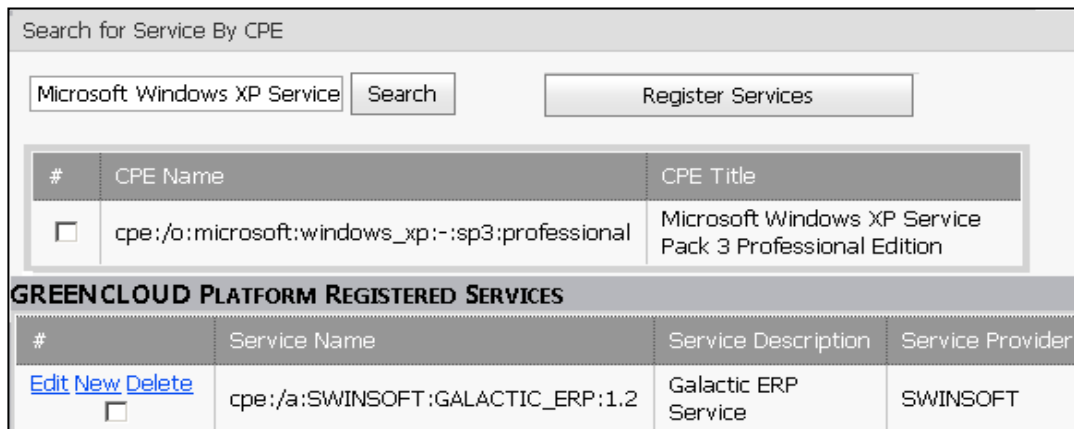 Search for Service By CPE
Microsoft Windows XP Service Search Register Services
# CPE Name CPE Title
cpe:/o:microsoft:windows_xp:-:sp3:professional Microsoft Windows XP Service
Pack 3 Professional Edition
GREENCLOUD PLATFORM REGISTERED SERVICES
# Service Name Service Description Service Provider
Edit New Delete cpe:/a:SWINSOFT:GALACTIC_ERP:1.2 Galactic ERP
Service SWINSOFT